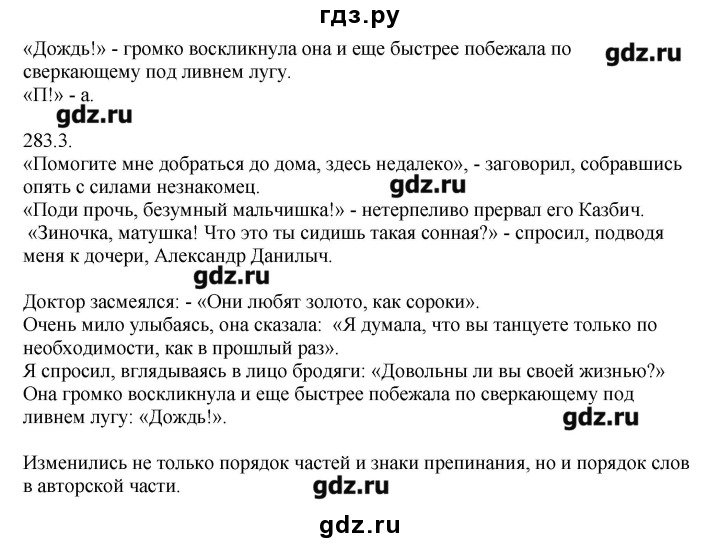 гдз.ру
«Дождь!» - громко воскликнула она и еще быстрее побежала по
gdz.ru
сверкающему под ливнем лугу.
«П!» - а.
gdz.ru
283.3.
«Помогите мне добраться до дома, здесь недалеко», - заговорил, собравшись
опять с силами незнакомец.
gdz.ru
«Поди прочь, безумный мальчишка!» - нетерпеливо прервал его Казбич.
«Зиночка, матушка! Что это ты сидишь такая сонная?» - спросил, подводя
меня к дочери, Александр Данилыч.
gdz.ru
Доктор засмеялся: - «Они любят золото, как сороки».
Очень мило улыбаясь, она сказала: «Я думала, что вы танцуете только по
необходимости, как в прошлый раз».
Я спросил, вглядываясь в лицо бродяги: «Довольны ли вы своей жизнью?»
Она громко воскликнула и еще быстрее побежала по сверкающему под
ливнем лугу: «Дождь!».
gdz.ru
Изменились не только порядок частей и знаки препинания, но и порядок слов
в авторской части.
gdz.ru
gdz.ru